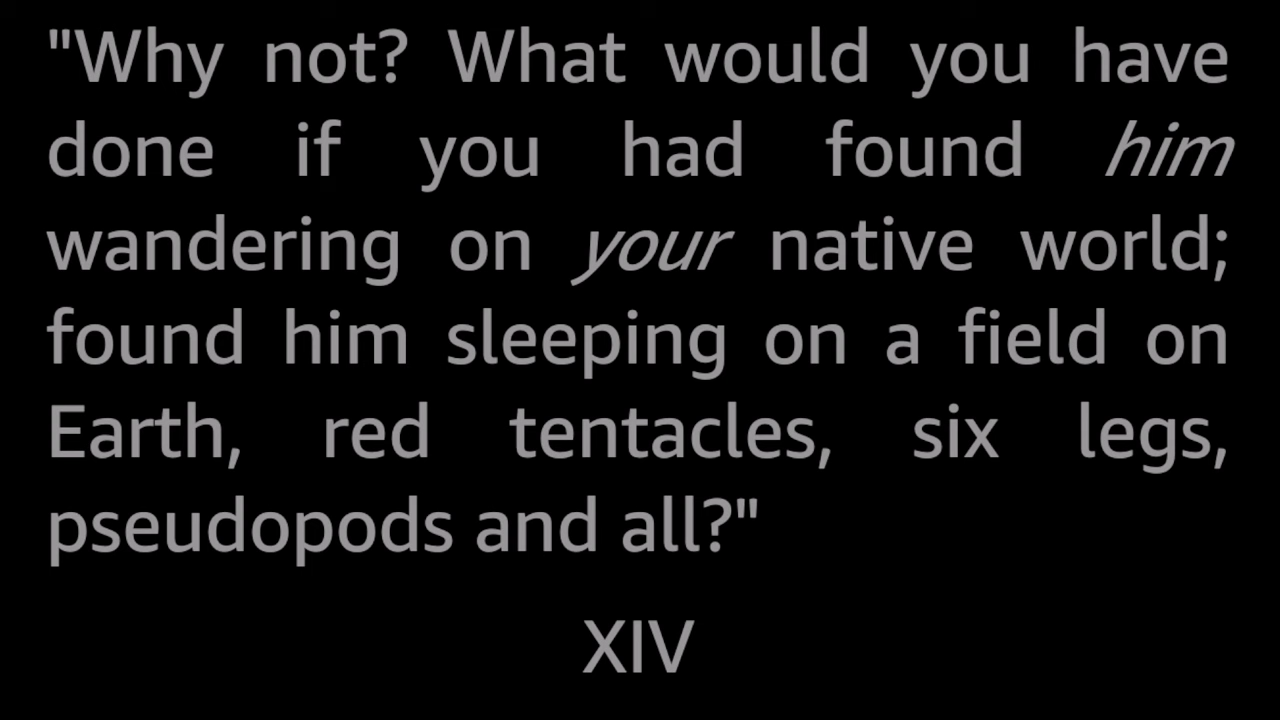 "Why not? What would you have
done if you had found him
wandering on your native world;
found him sleeping on a field on
Earth, red tentacles, six legs,
pseudopods and all?"
XIV